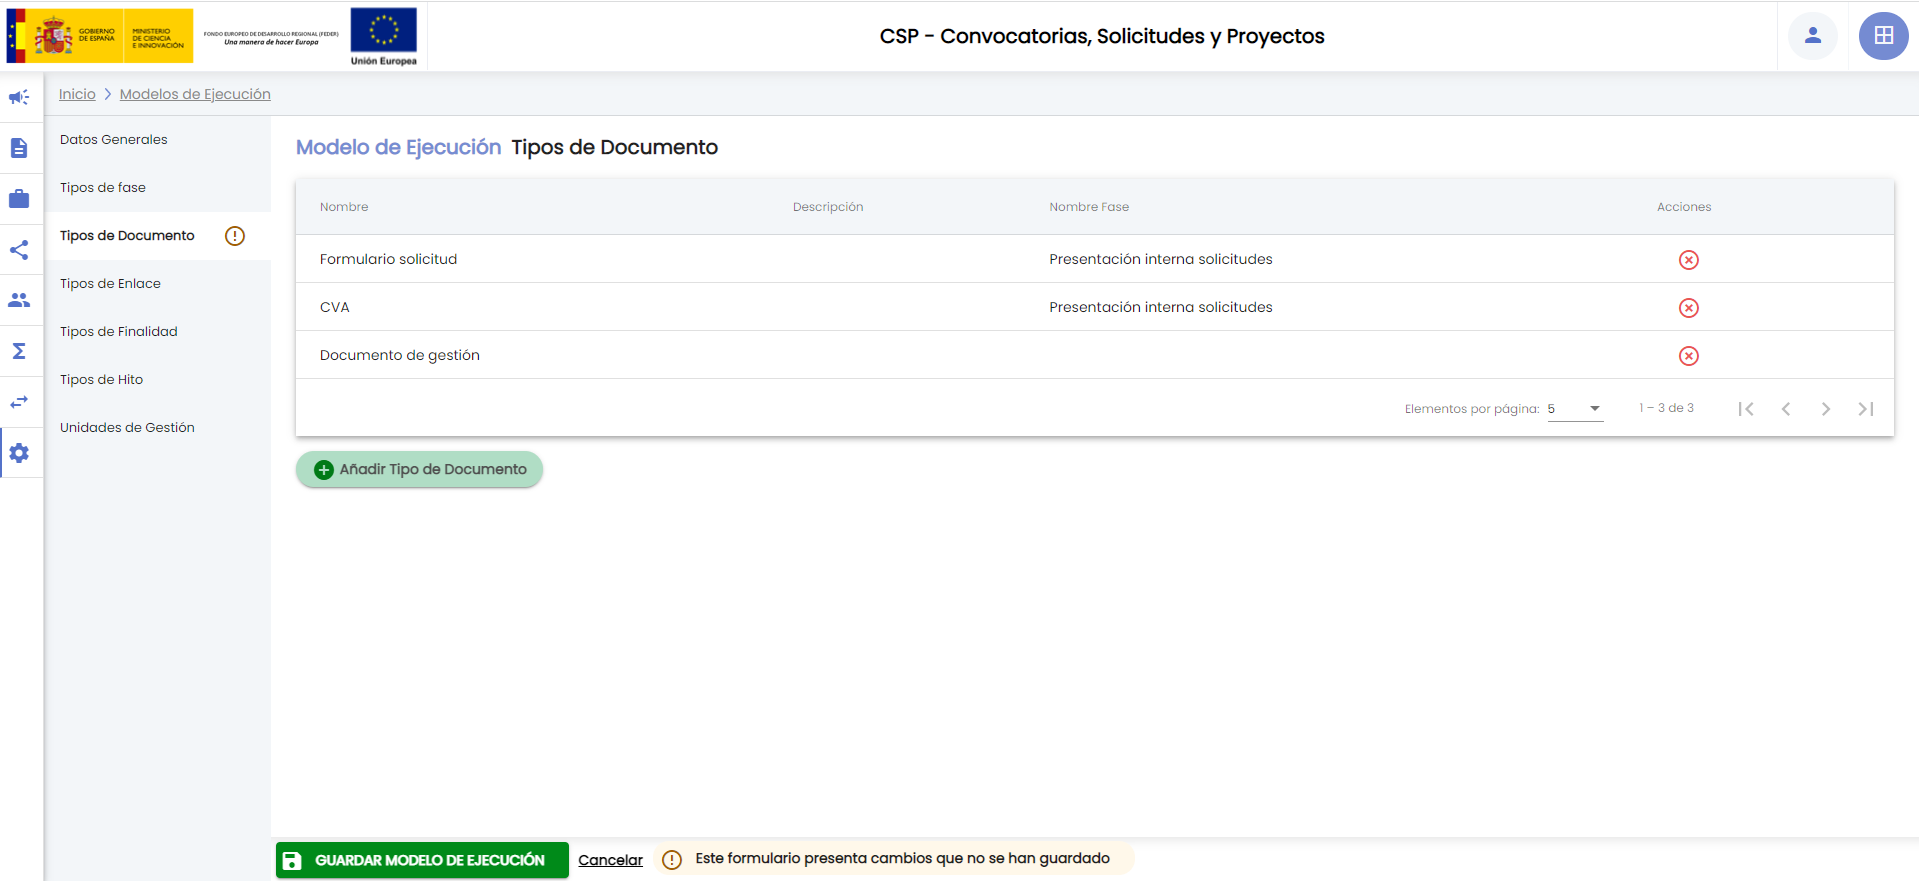 GOBIERNO
DE ESPAÑA
MINISTERIO
DE CIENCIA
E INNOVACIÓN
FONDO EUROPEO DE DESARROLLO REGIONAL (FEDER)
Una manera de hacer Europa
Unión Europea
CSP - Convocatorias, Solicitudes y Proyectos
Inicio > Modelos de Ejecución
Datos Generales
Tipos de fase
Tipos de Documento
Tipos de Enlace
Tipos de Finalidad
Tipos de Hito
Unidades de Gestión
Modelo de Ejecución Tipos de Documento
Nombre Descripción Nombre Fase Acciones
Formulario solicitud Presentación interna solicitudes
CVA Presentación interna solicitudes
Documento de gestión
Elementos por página: 5 1 – 3 de 3
Añadir Tipo de Documento
GUARDAR MODELO DE EJECUCIÓN Cancelar Este formulario presenta cambios que no se han guardado